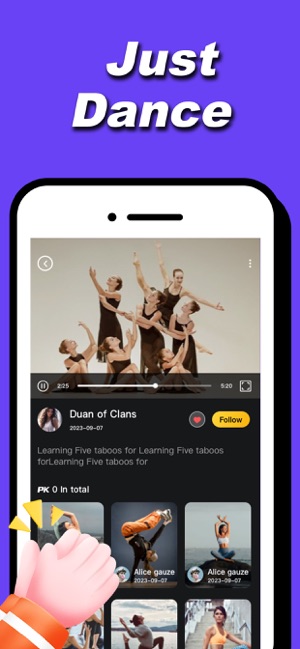 Just
Dance
2:25
5:20
Duan of Clans
2023-09-07
Follow
Learning Five taboos for Learning Five taboos
forLearning Five taboos for
PK 0 In total
Alice gauze
2023-09-07
Alice gauze
2023-09-07